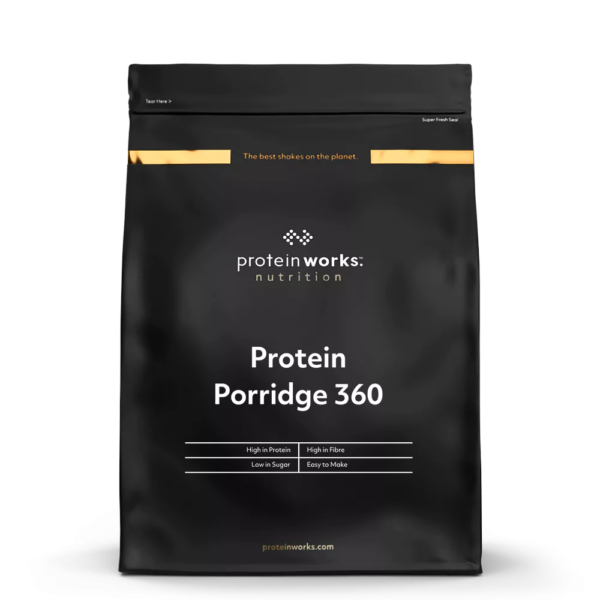 Tear Here >
Super Fresh Seal
The best shakes on the planet.
protein works™
nutrition
Protein
Porridge 360
High in Protein
High in Fibre
Low in Sugar
Easy to Make
proteinworks.com